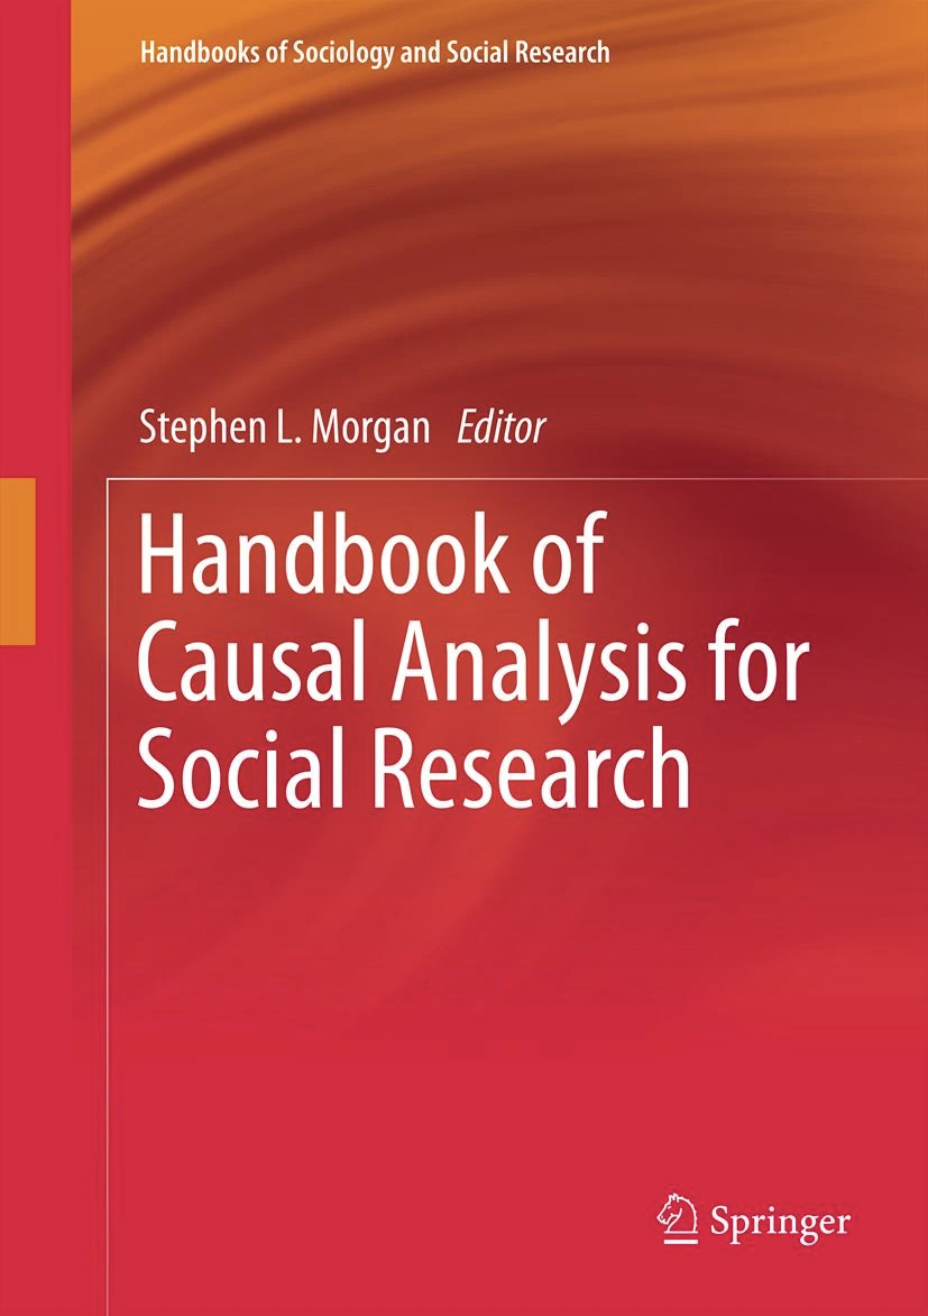 Handbooks of Sociology and Social Research
Stephen L. Morgan Editor
Handbook of
Causal Analysis for
Social Research
Springer